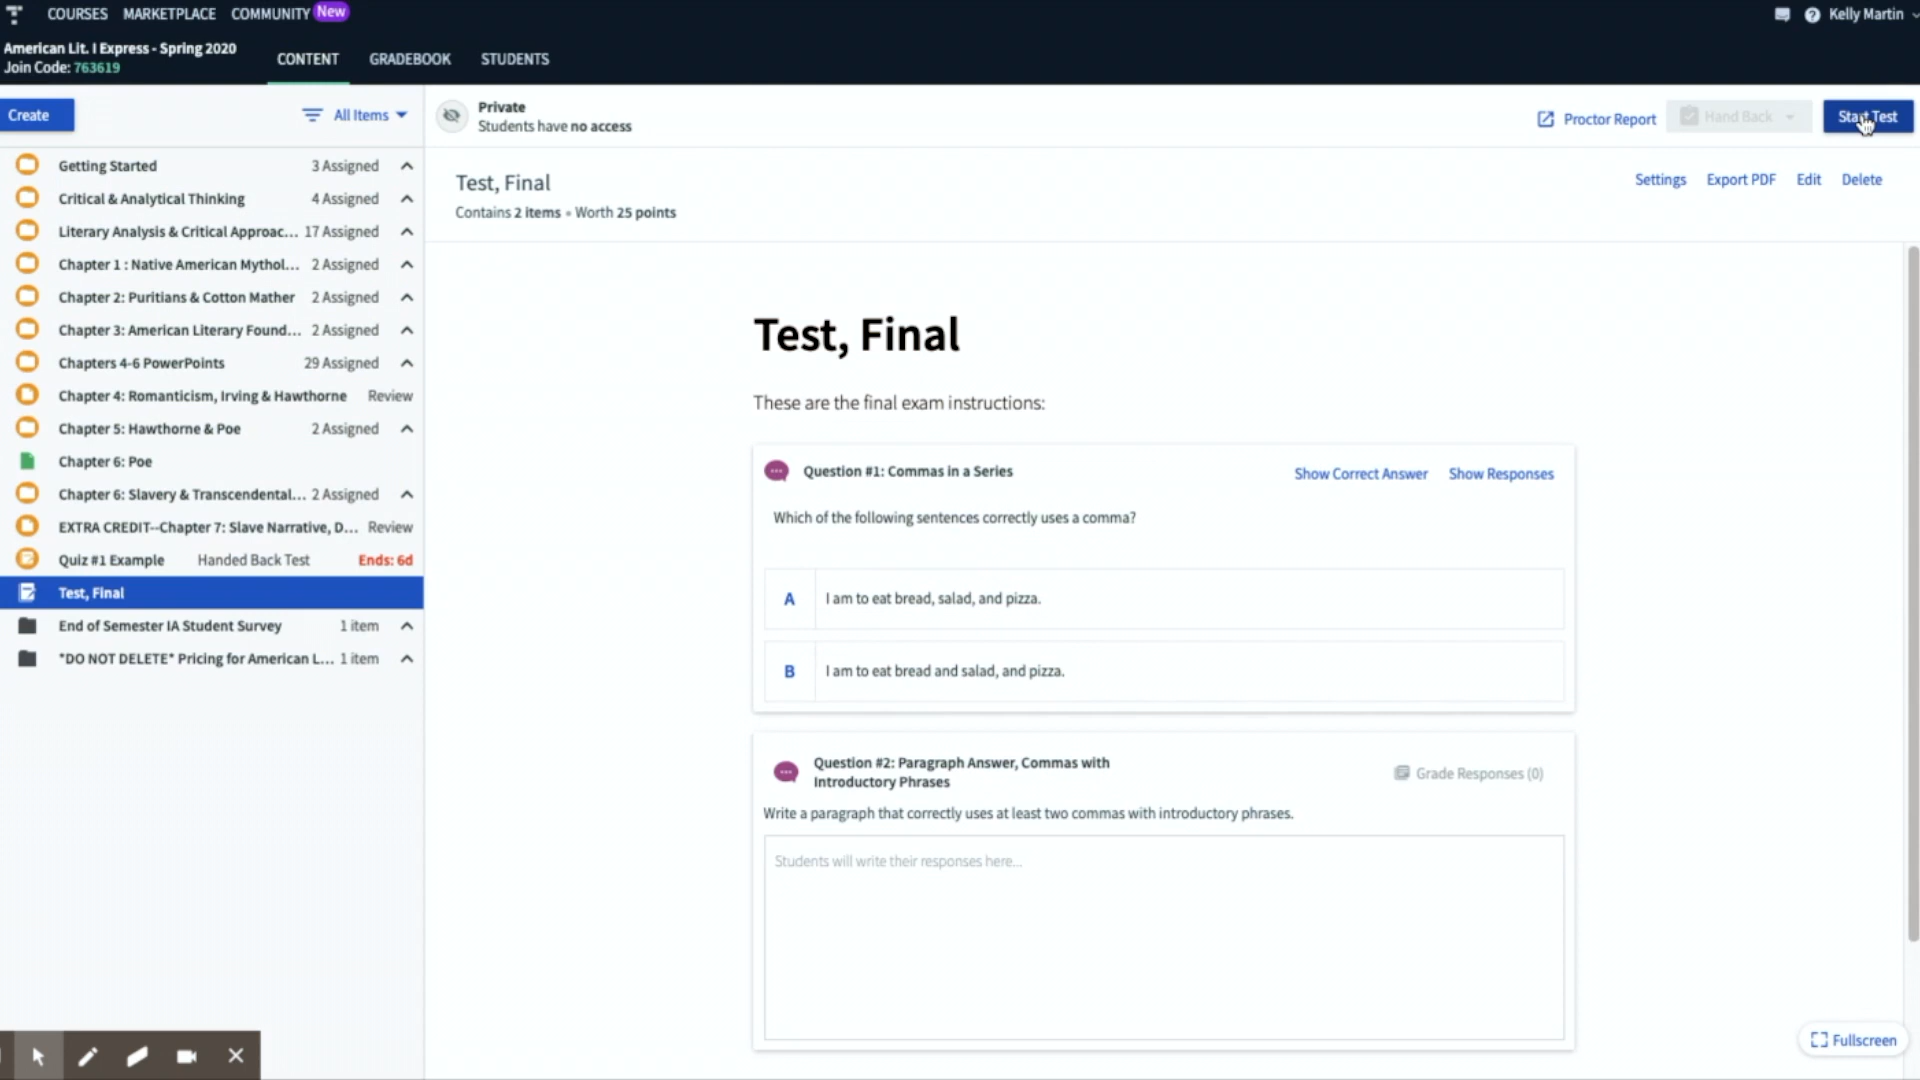 COURSES MARKETPLACE COMMUNITY New
Kelly Martin
American Lit. I Express - Spring 2020
Join Code: 763619
CONTENT GRADEBOOK STUDENTS
Create
All Items
Private
Students have no access
Proctor Report
Hand Back
Start Test
Getting Started 3 Assigned
Critical & Analytical Thinking 4 Assigned
Literary Analysis & Critical Approac... 17 Assigned
Chapter 1 : Native American Mythol... 2 Assigned
Chapter 2: Puritians & Cotton Mather 2 Assigned
Chapter 3: American Literary Found... 2 Assigned
Chapters 4-6 PowerPoints 29 Assigned
Chapter 4: Romanticism, Irving & Hawthorne Review
Chapter 5: Hawthorne & Poe 2 Assigned
Chapter 6: Poe
Chapter 6: Slavery & Transcendental... 2 Assigned
EXTRA CREDIT--Chapter 7: Slave Narrative, D... Review
Quiz #1 Example Handed Back Test Ends: 6d
Test, Final
End of Semester IA Student Survey 1 item
*DO NOT DELETE* Pricing for American L... 1 item
Test, Final
Contains 2 items • Worth 25 points
Settings Export PDF Edit Delete
Test, Final
These are the final exam instructions:
Question #1: Commas in a Series
Show Correct Answer Show Responses
Which of the following sentences correctly uses a comma?
A I am to eat bread, salad, and pizza.
B I am to eat bread and salad, and pizza.
Question #2: Paragraph Answer, Commas with
Introductory Phrases
Grade Responses (0)
Write a paragraph that correctly uses at least two commas with introductory phrases.
Students will write their responses here...
Fullscreen